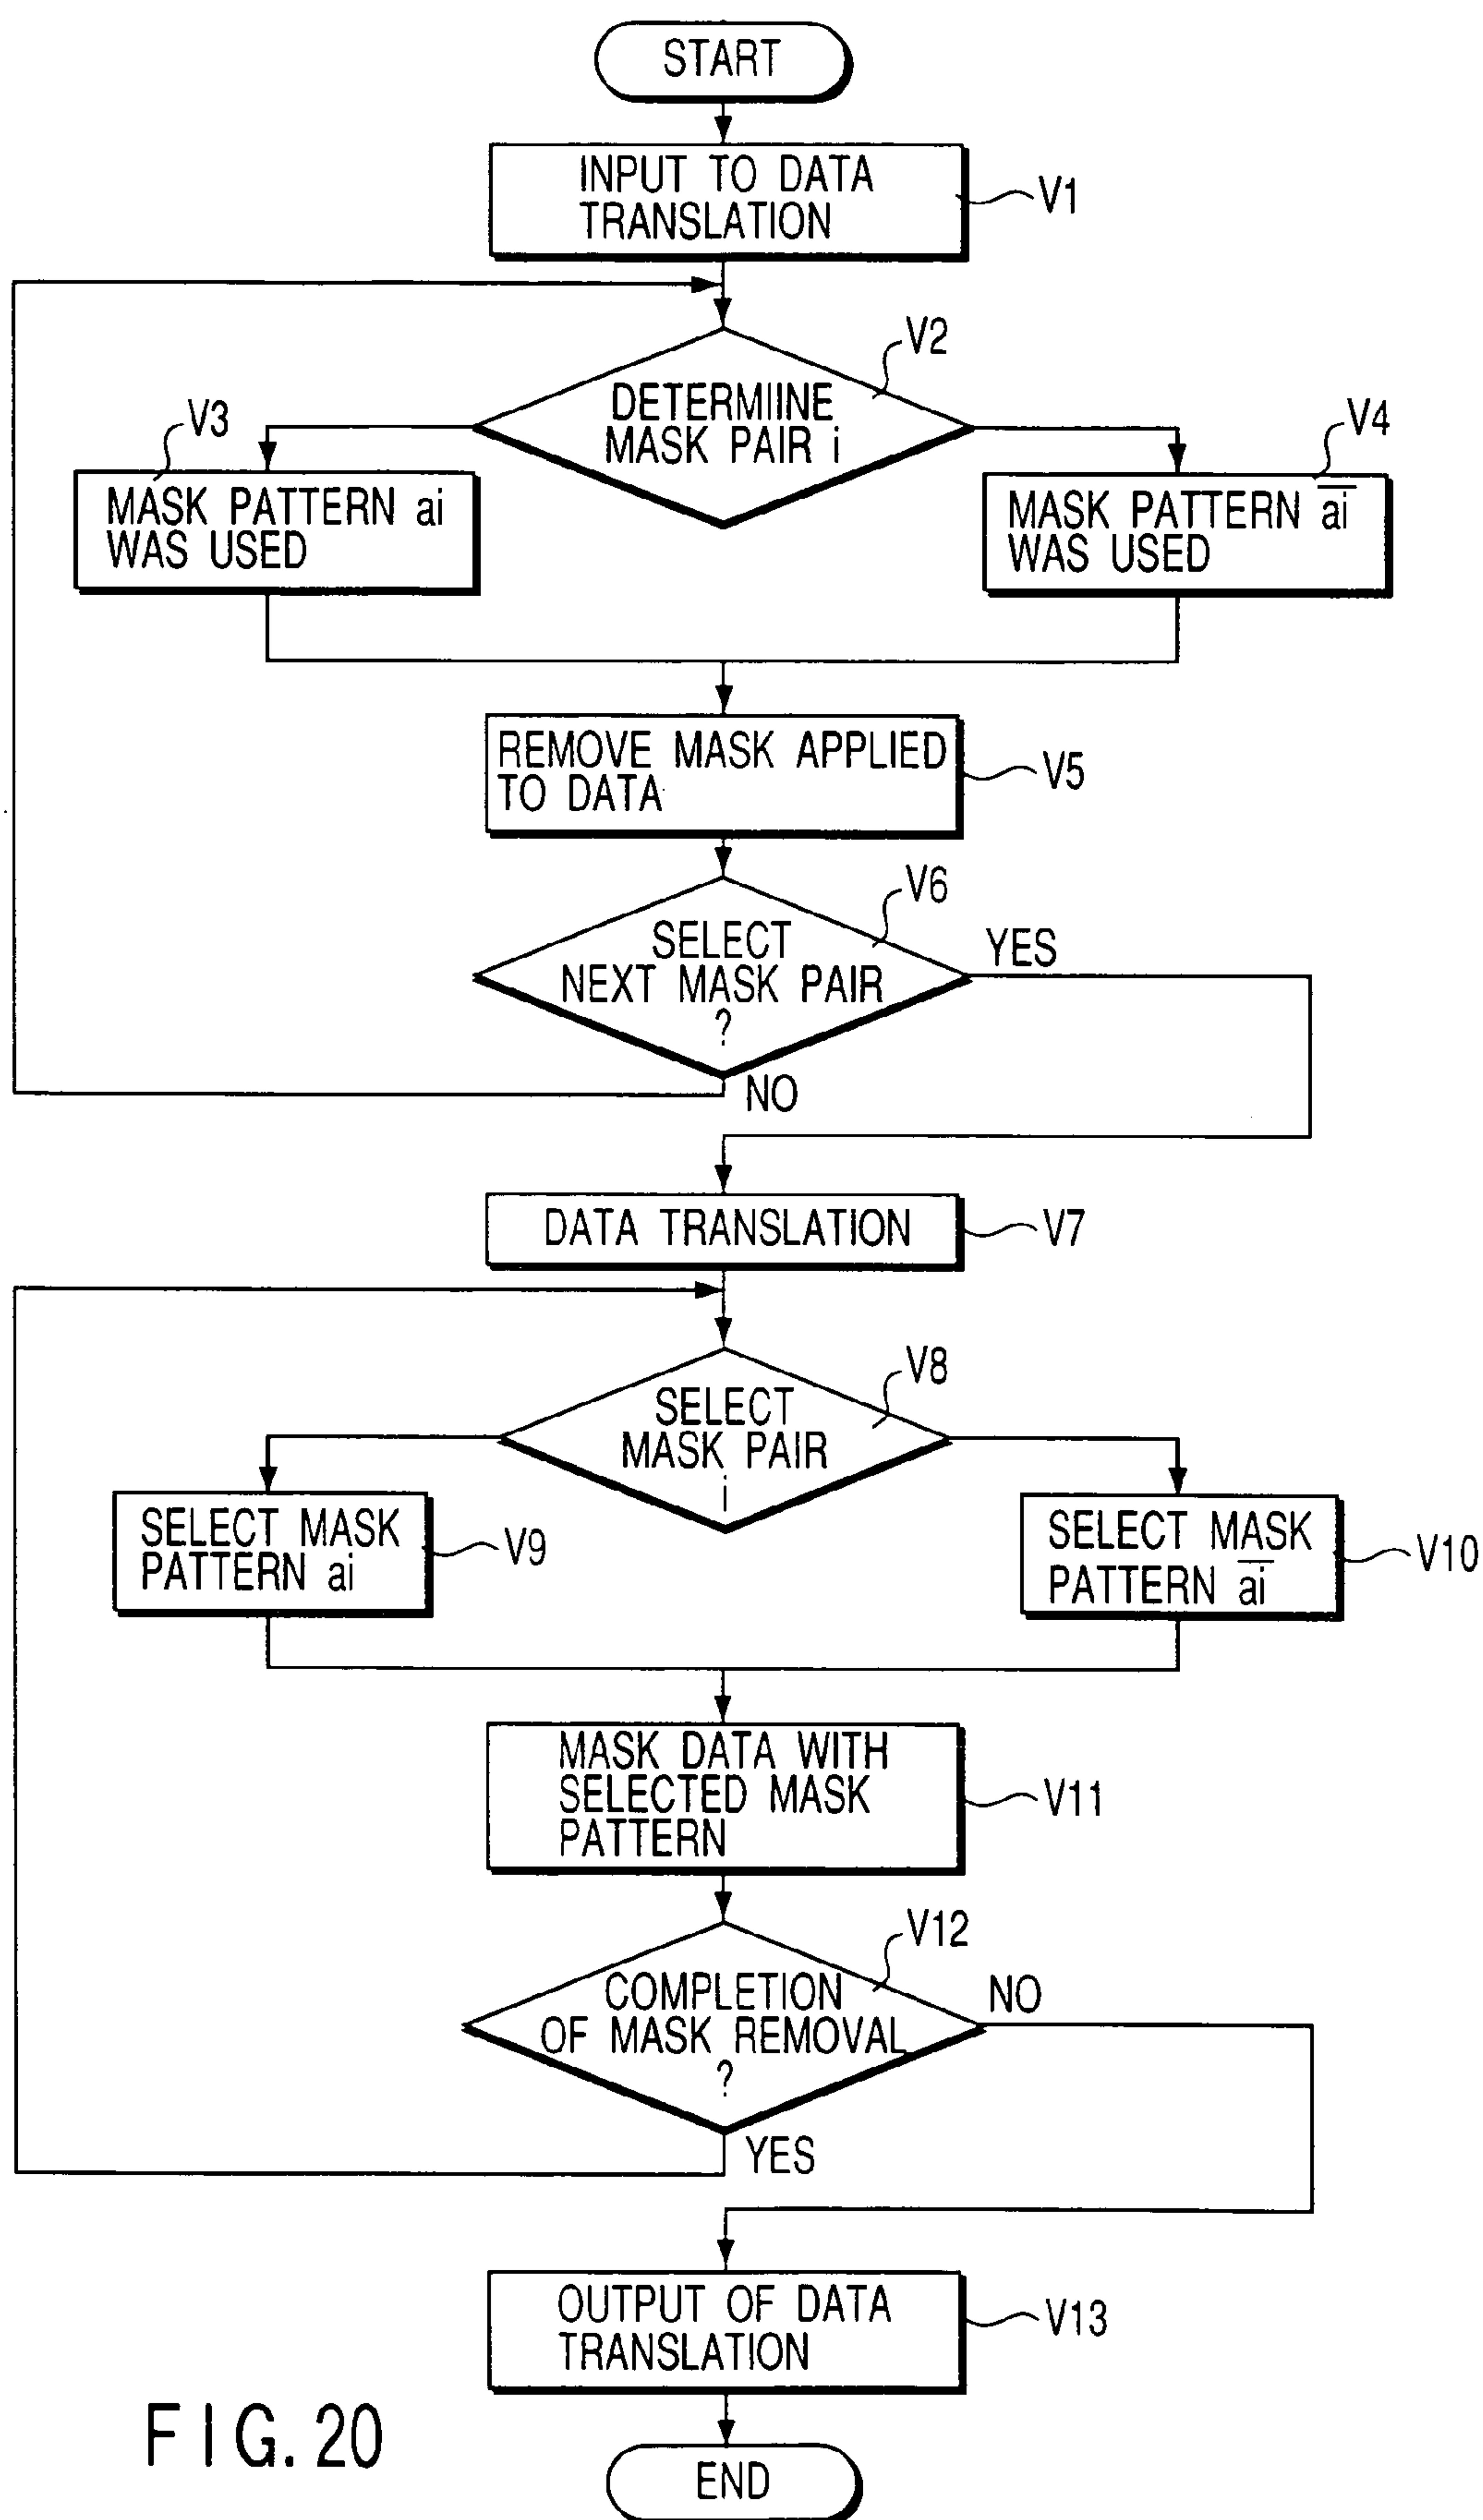 START
INPUT TO DATA
TRANSLATION
V1
V2
DETERMIINE
MASK PAIR i
V3
MASK PATTERN ai
WAS USED
V4
MASK PATTERN a̅i̅
WAS USED
REMOVE MASK APPLIED
TO DATA
V5
V6
SELECT
NEXT MASK PAIR
?
YES
NO
DATA TRANSLATION
V7
V8
SELECT
MASK PAIR
i
SELECT MASK
PATTERN ai
V9
SELECT MASK
PATTERN a̅i̅
V10
MASK DATA WITH
SELECTED MASK
PATTERN
V11
V12
COMPLETION
OF MASK REMOVAL
?
NO
YES
OUTPUT OF DATA
TRANSLATION
V13
END
FIG. 20